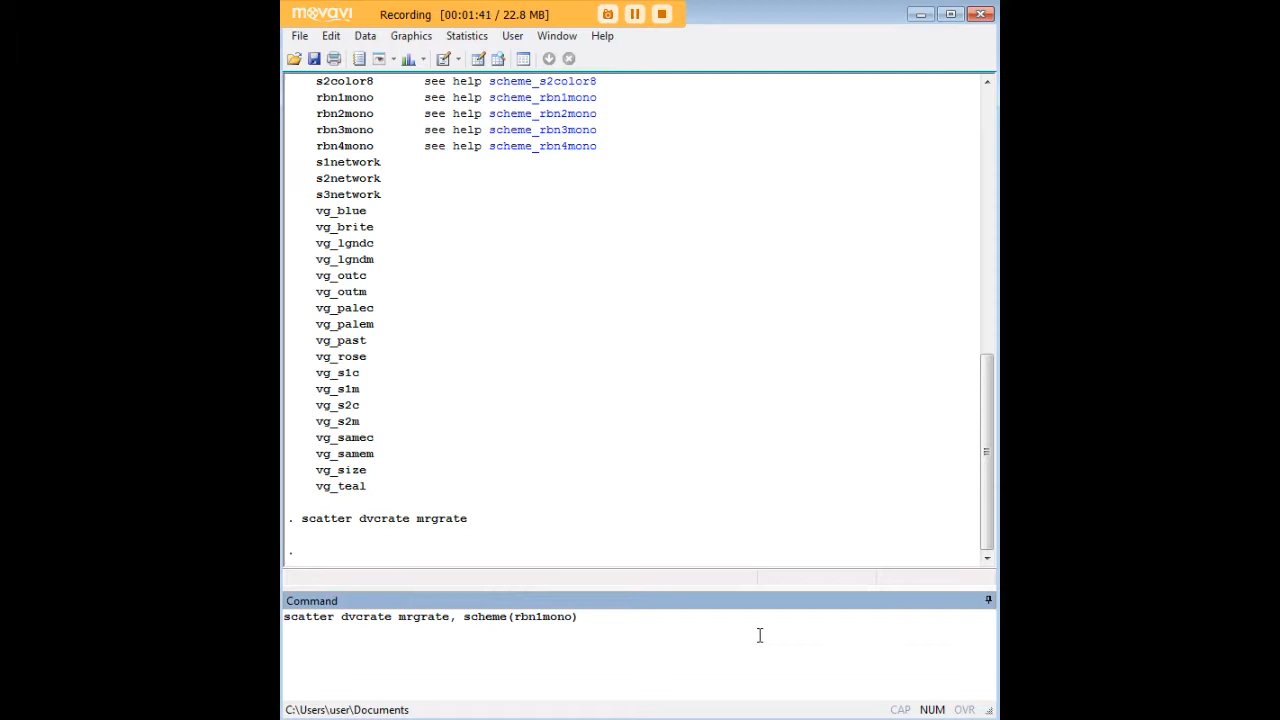 movavi Recording [00:01:41 / 22.8 MB]
File Edit Data Graphics Statistics User Window Help
s2color8 see help scheme_s2color8
rbn1mono see help scheme_rbn1mono
rbn2mono see help scheme_rbn2mono
rbn3mono see help scheme_rbn3mono
rbn4mono see help scheme_rbn4mono
s1network
s2network
s3network
vg_blue
vg_brite
vg_lgndc
vg_lgndm
vg_outc
vg_outm
vg_palec
vg_palem
vg_past
vg_rose
vg_s1c
vg_s1m
vg_s2c
vg_s2m
vg_samec
vg_samem
vg_size
vg_teal
. scatter dvcrate mrgrate
.
Command
scatter dvcrate mrgrate, scheme(rbn1mono)
C:\Users\user\Documents CAP NUM OVR